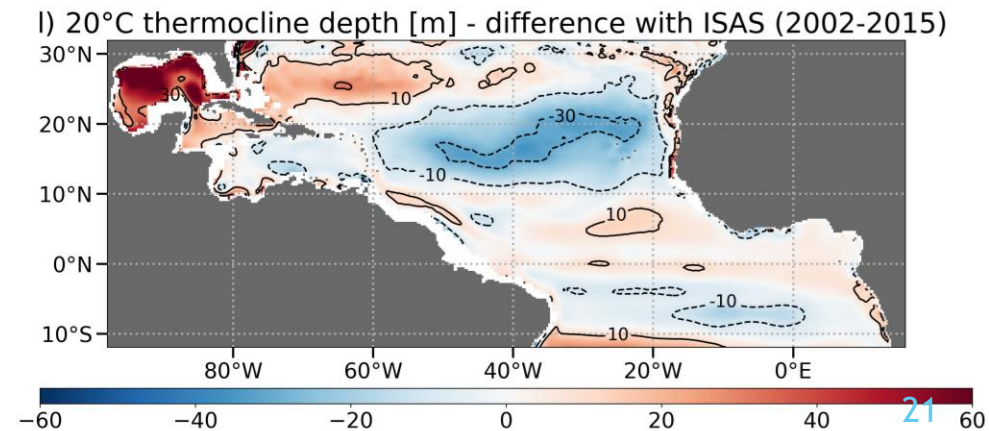 l) 20°C thermocline depth [m] - difference with ISAS (2002-2015)
30°N
30
10
20°N
-30
-10
10°N
10
0°N
-10
10°S
10
80°W 60°W 40°W 20°W 0°E
−60 −40 −20 0 20 40 21 60